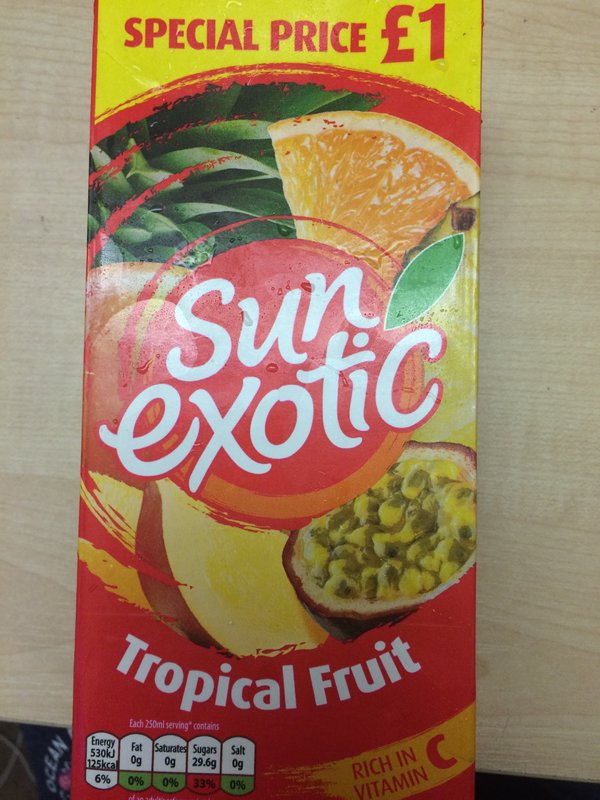 SPECIAL PRICE £1
Sun
exotic
Tropical Fruit
Each 250ml serving* contains
Energy
530kJ
125kcal
6%
Fat
0g
0%
Saturates
0g
0%
Sugars
29.6g
33%
Salt
0g
0%
RICH IN
VITAMIN C
OCEAN